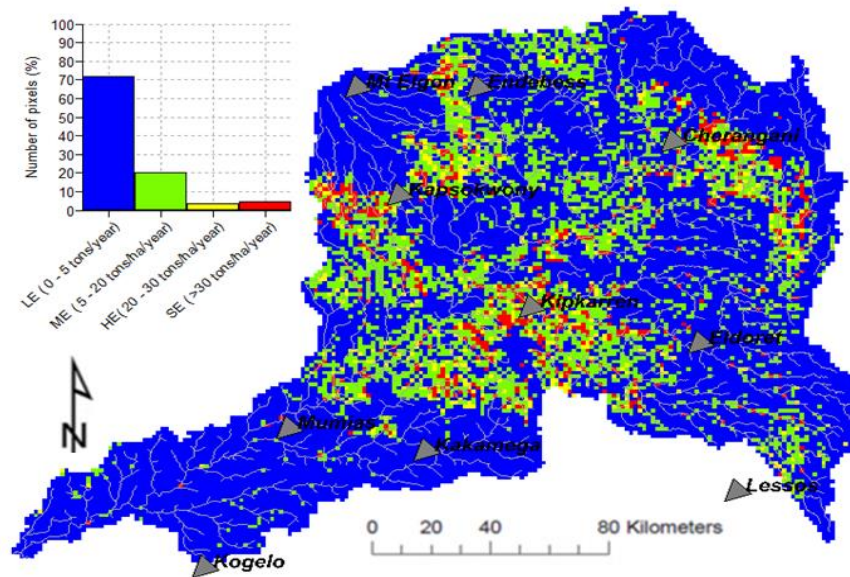 100
90
80
70
60
50
40
30
20
10
0
Number of pixels (%)
LE ( 0 - 5 tons/year)
ME ( 5 - 20 tons/ha/year)
HE( 20 - 30 tons/ha/year)
SE ( >30 tons/ha/year)
Mt Elgon
Endebess
Cherangani
Kapsokwony
Kipkarren
Eldoret
N
Mumias
Kakamega
Lessos
0 20 40 80 Kilometers
Rogelo